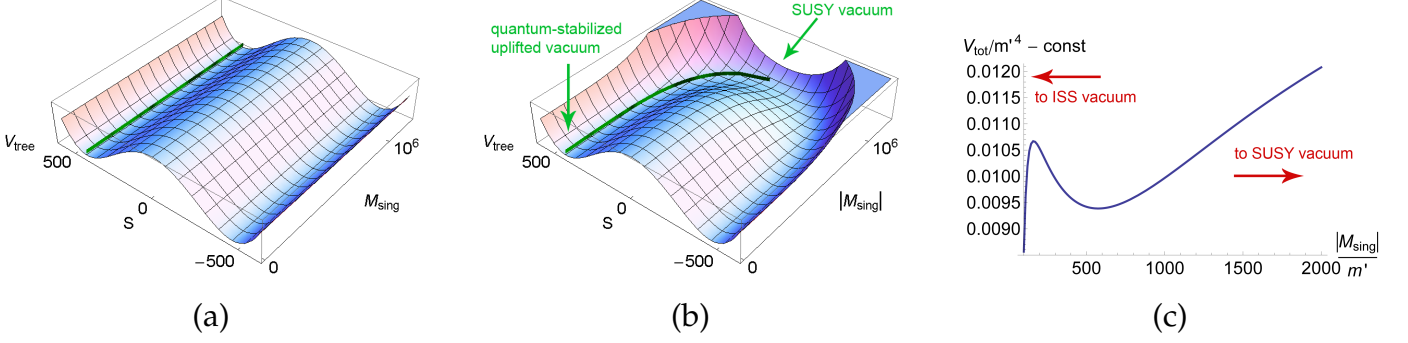 V_tree
500
0
S
−500
0
M_sing
10^6
(a)
quantum-stabilized
uplifted vacuum
SUSY vacuum
V_tree
500
0
S
−500
0
|M_sing|
10^6
(b)
V_tot/m'^4 − const
0.0120
0.0115
0.0110
0.0105
0.0100
0.0095
0.0090
to ISS vacuum
to SUSY vacuum
500 1000 1500 2000
|M_sing|
m'
(c)